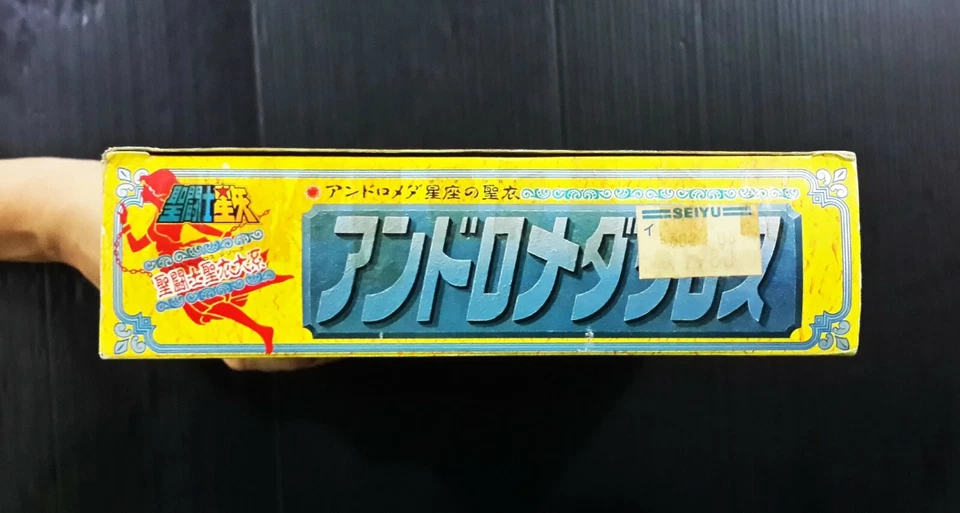 聖闘士星矢
聖闘士聖衣大系
アンドロメダ星座の聖衣
アンドロメダクロス
SEIYU
イ